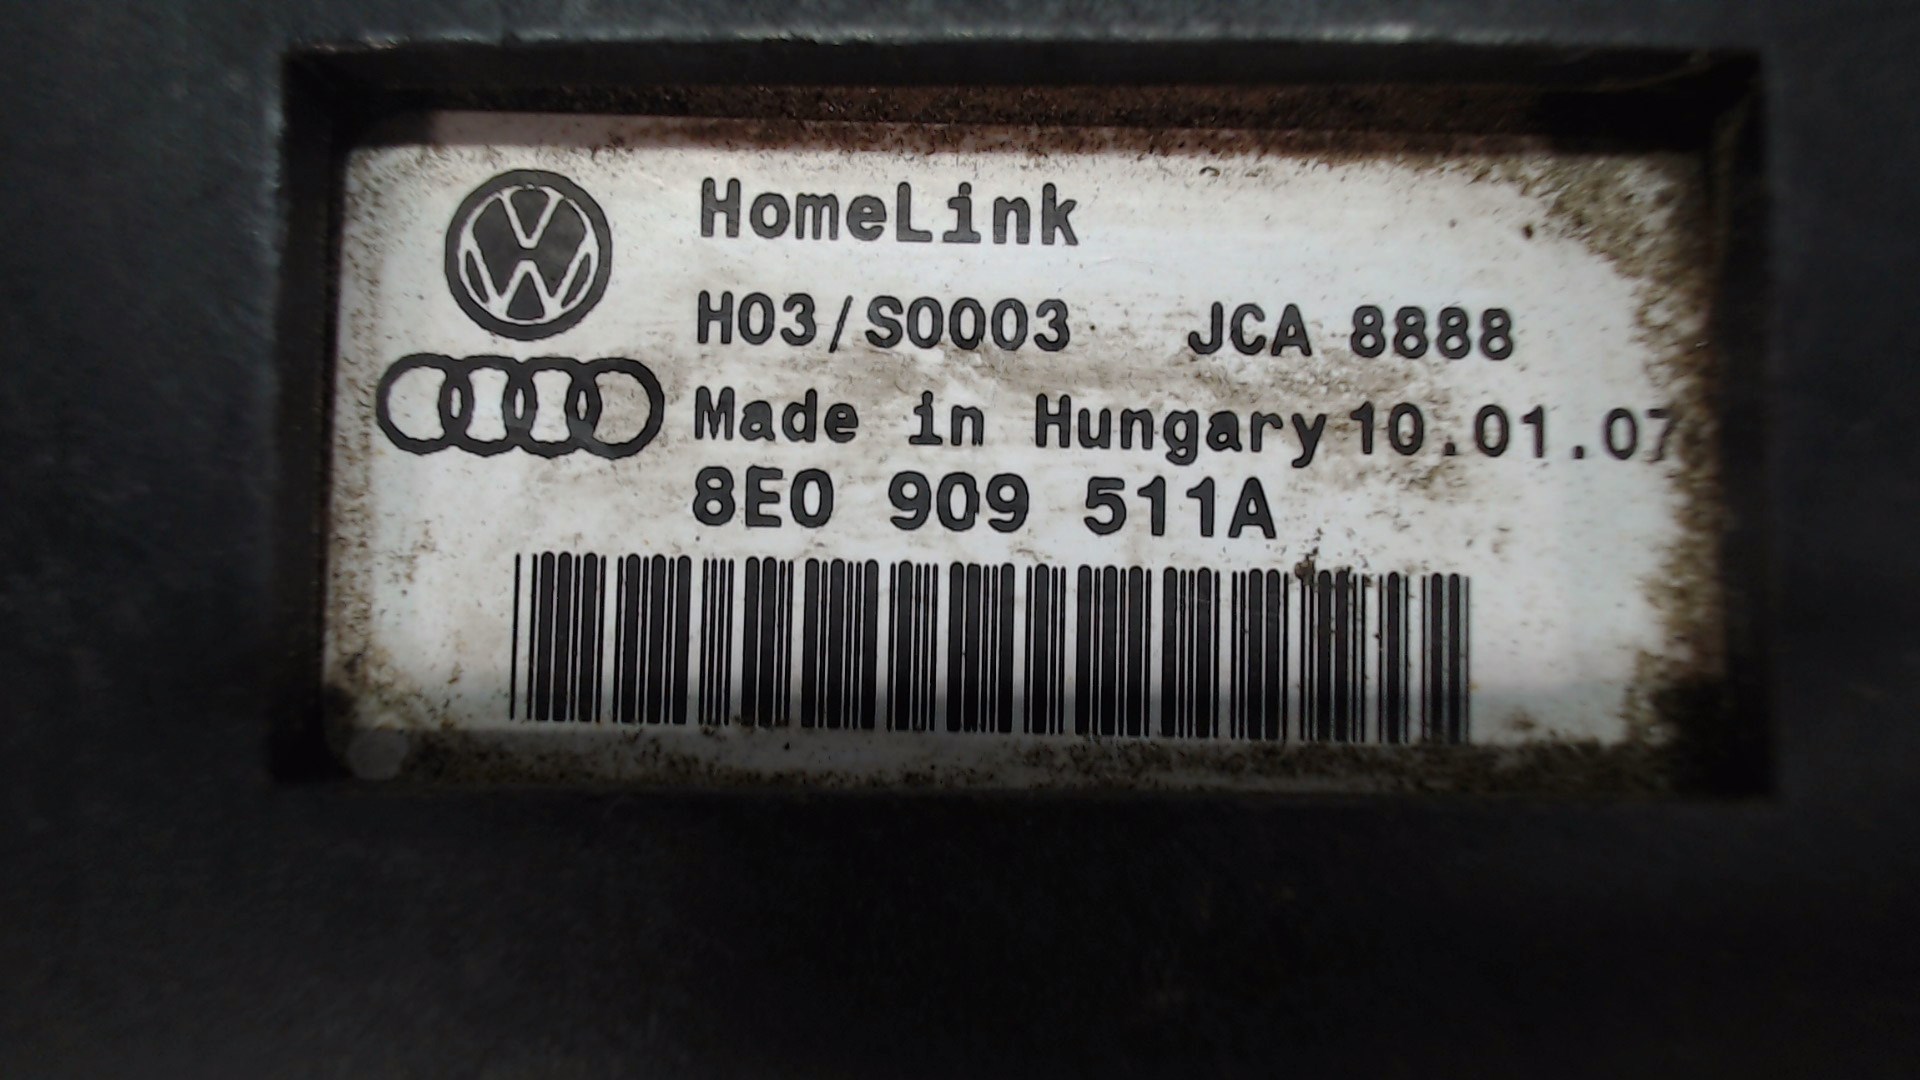 HomeLink
H03/S0003 JCA 8888
Made in Hungary 10.01.07
8E0 909 511A